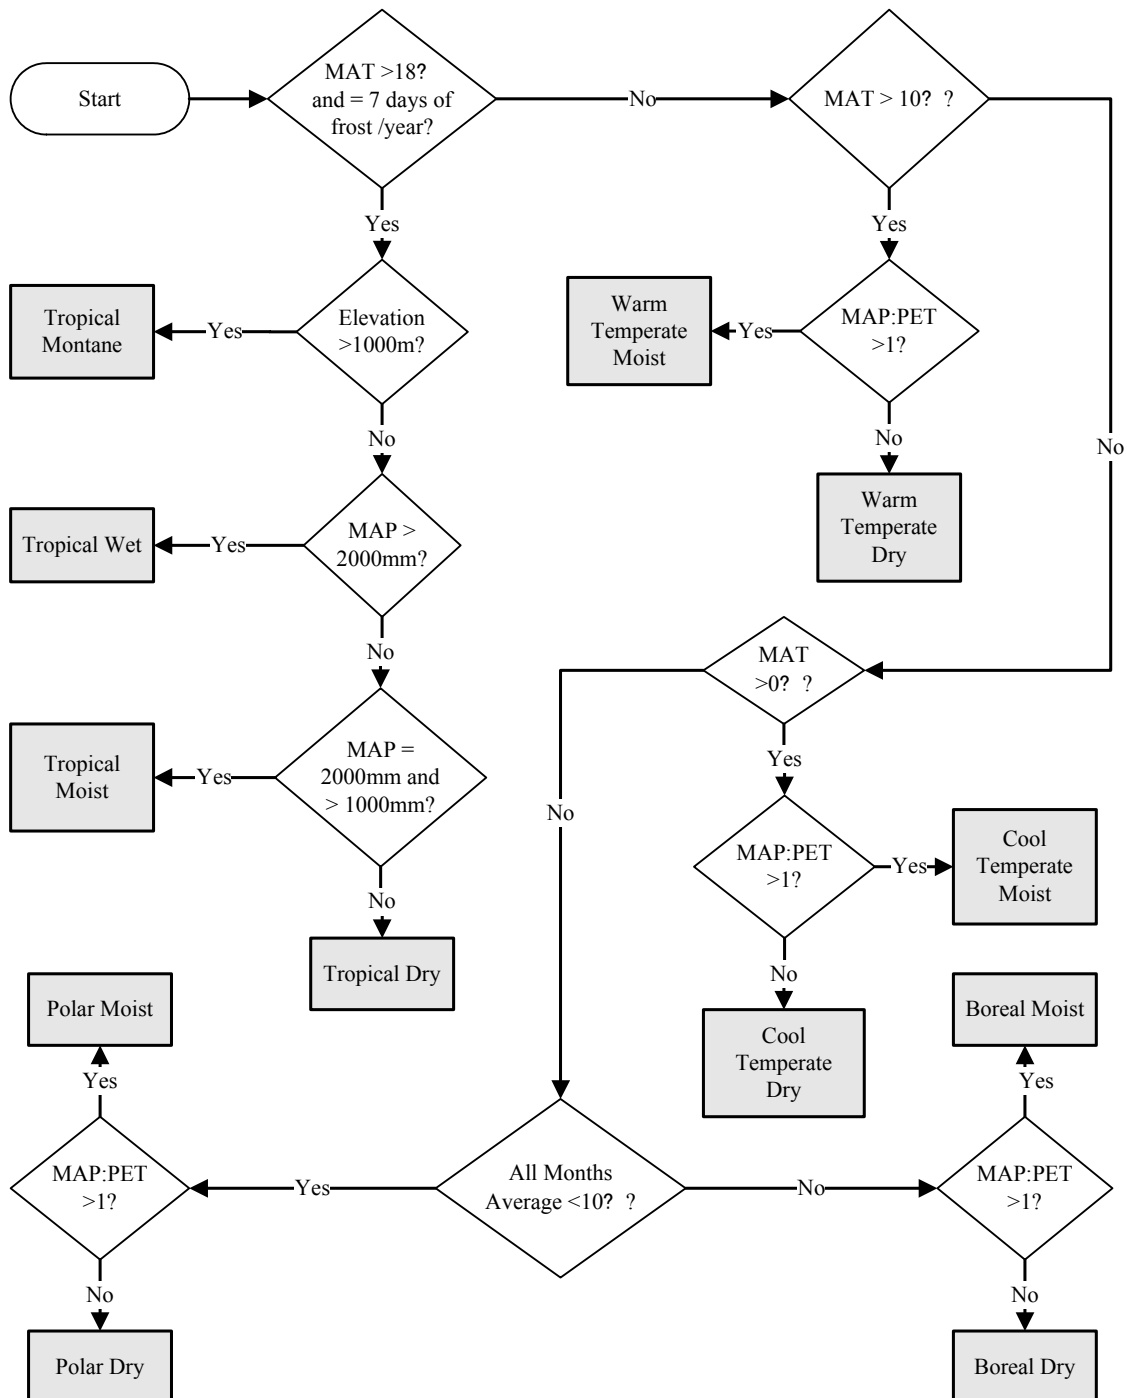 Start
MAT >18?
and = 7 days of
frost /year?
No
MAT > 10? ?
Yes
Yes
Tropical
Montane
Yes
Elevation
>1000m?
Warm
Temperate
Moist
Yes
MAP:PET
>1?
No
No
No
Warm
Temperate
Dry
Tropical Wet
Yes
MAP >
2000mm?
No
MAT
>0? ?
Yes
Tropical
Moist
Yes
MAP =
2000mm and
> 1000mm?
No
MAP:PET
>1?
Yes
Cool
Temperate
Moist
No
Tropical Dry
No
Polar Moist
Boreal Moist
Cool
Temperate
Dry
Yes
Yes
MAP:PET
>1?
Yes
All Months
Average <10? ?
No
MAP:PET
>1?
No
No
Polar Dry
Boreal Dry